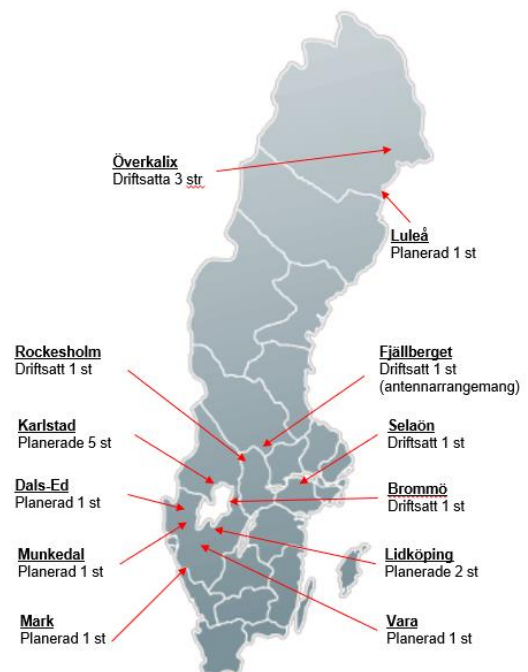 Överkalix
Driftsatta 3 str
Luleå
Planerad 1 st
Rockesholm
Driftsatt 1 st
Fjällberget
Driftsatt 1 st
(antennarrangemang)
Karlstad
Planerade 5 st
Selaön
Driftsatt 1 st
Dals-Ed
Planerad 1 st
Brommö
Driftsatt 1 st
Munkedal
Planerad 1 st
Lidköping
Planerade 2 st
Mark
Planerad 1 st
Vara
Planerad 1 st